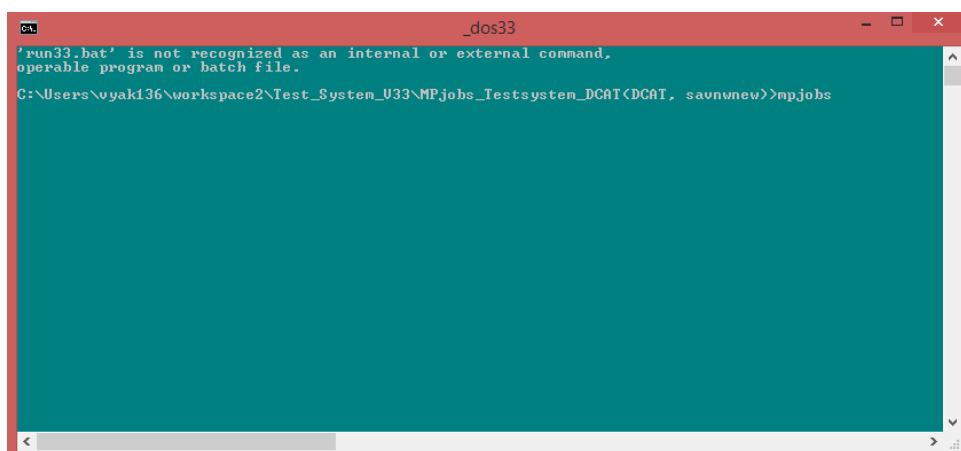 C:\.
_dos33
'run33.bat' is not recognized as an internal or external command,
operable program or batch file.
C:\Users\vyak136\workspace2\Test_System_V33\MPjobs_Testsystem_DCAT(DCAT, savnwnew)>mpjobs